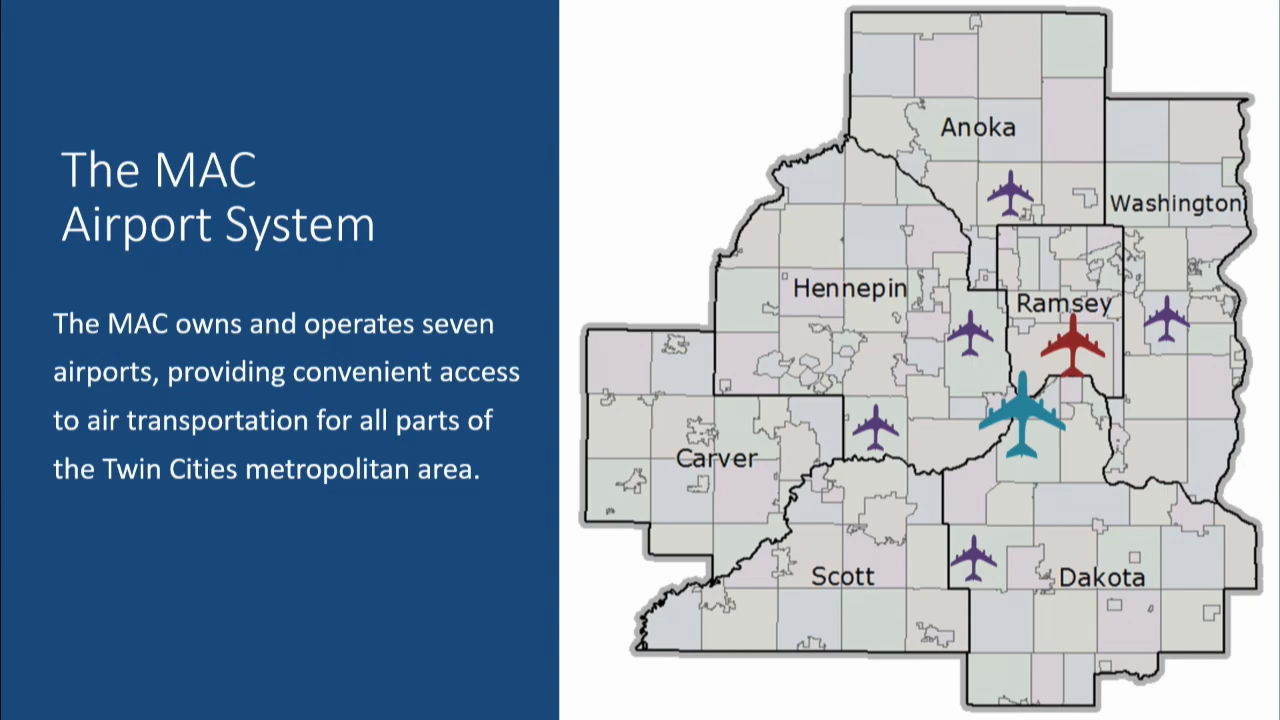 The MAC
Airport System
The MAC owns and operates seven
airports, providing convenient access
to air transportation for all parts of
the Twin Cities metropolitan area.
Anoka
Washington
Hennepin
Ramsey
Carver
Scott
Dakota